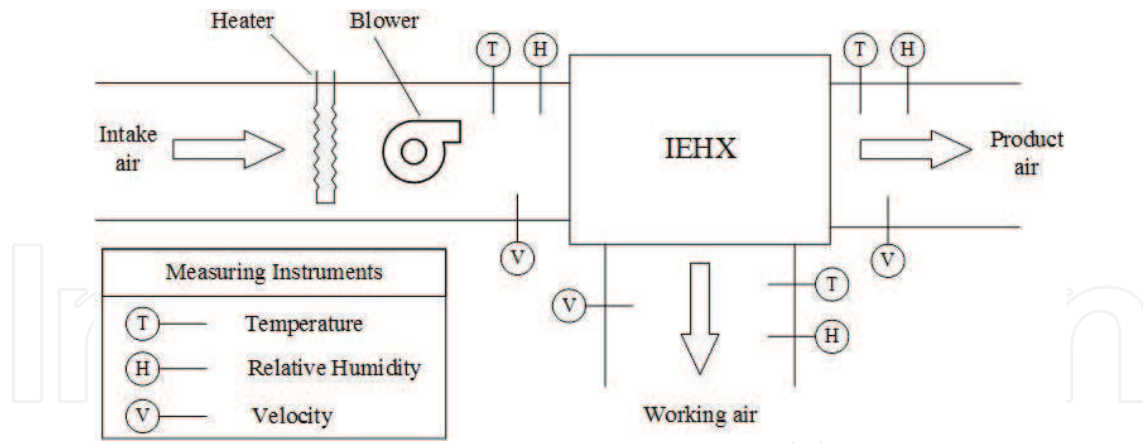 Heater
Blower
T
H
T
H
Intake
air
IEHX
Product
air
V
V
Measuring Instruments
T Temperature
H Relative Humidity
V Velocity
V
T
H
Working air